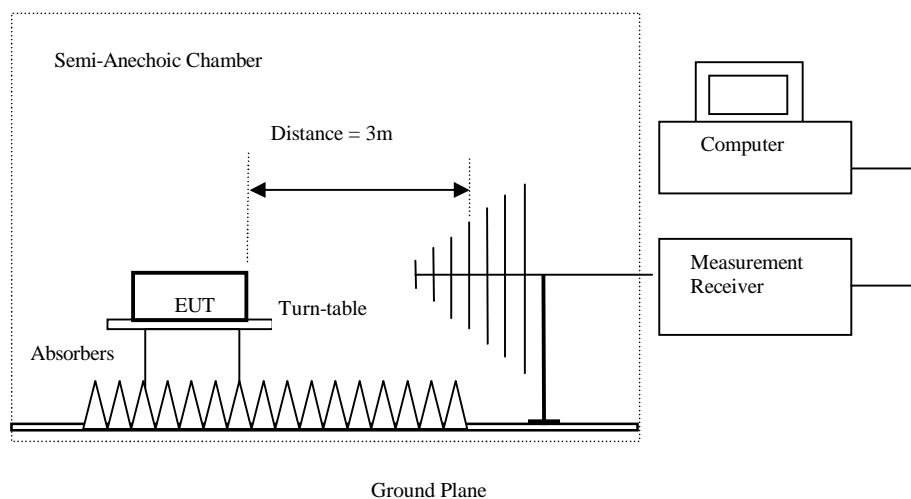 Semi-Anechoic Chamber
Distance = 3m
Computer
Measurement
Receiver
EUT
Turn-table
Absorbers
Ground Plane